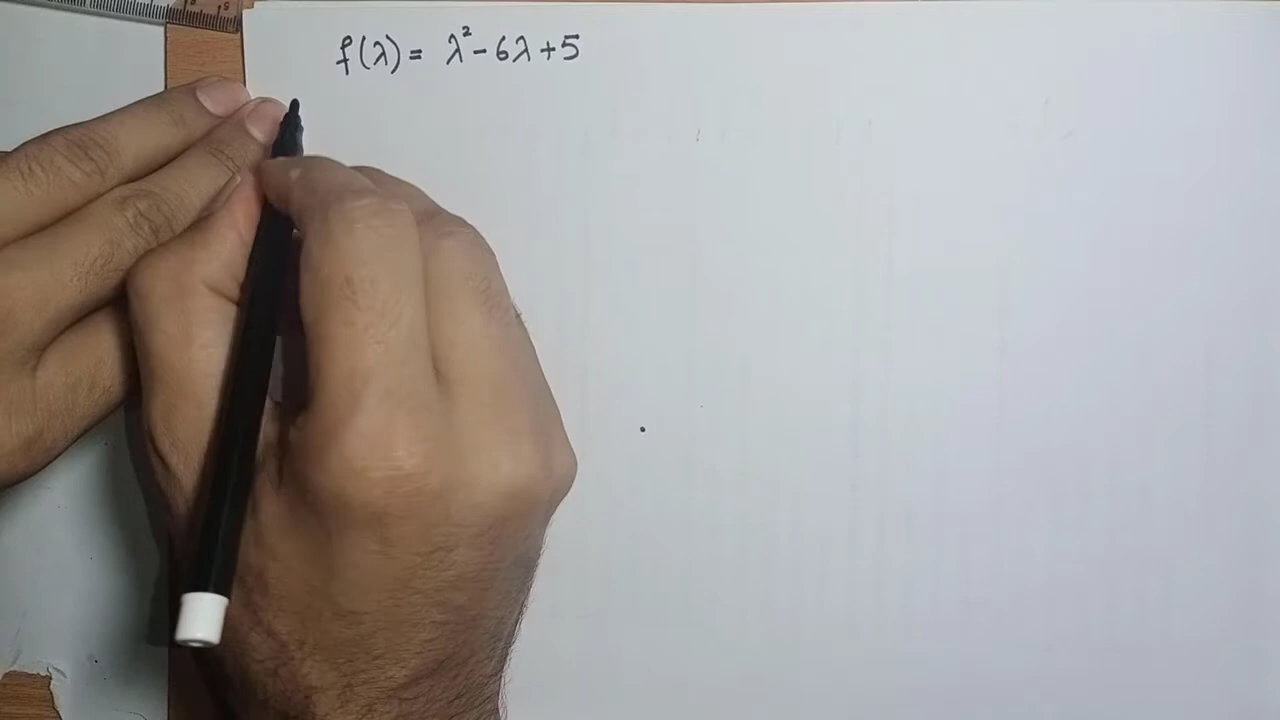 f(λ) = λ² - 6λ + 5